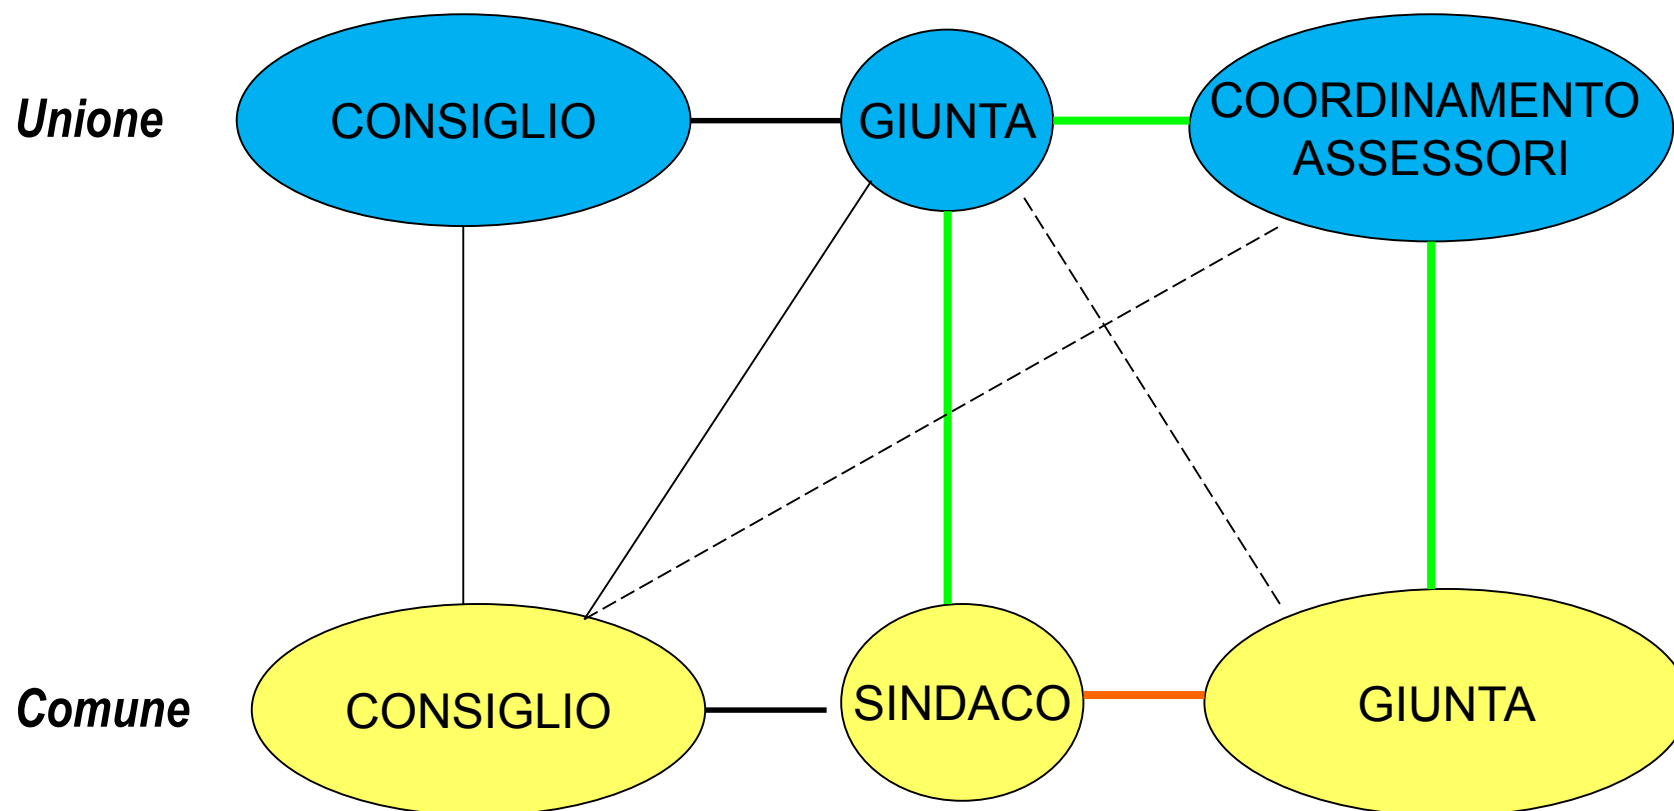 Unione
CONSIGLIO
GIUNTA
COORDINAMENTO
ASSESSORI
Comune
CONSIGLIO
SINDACO
GIUNTA